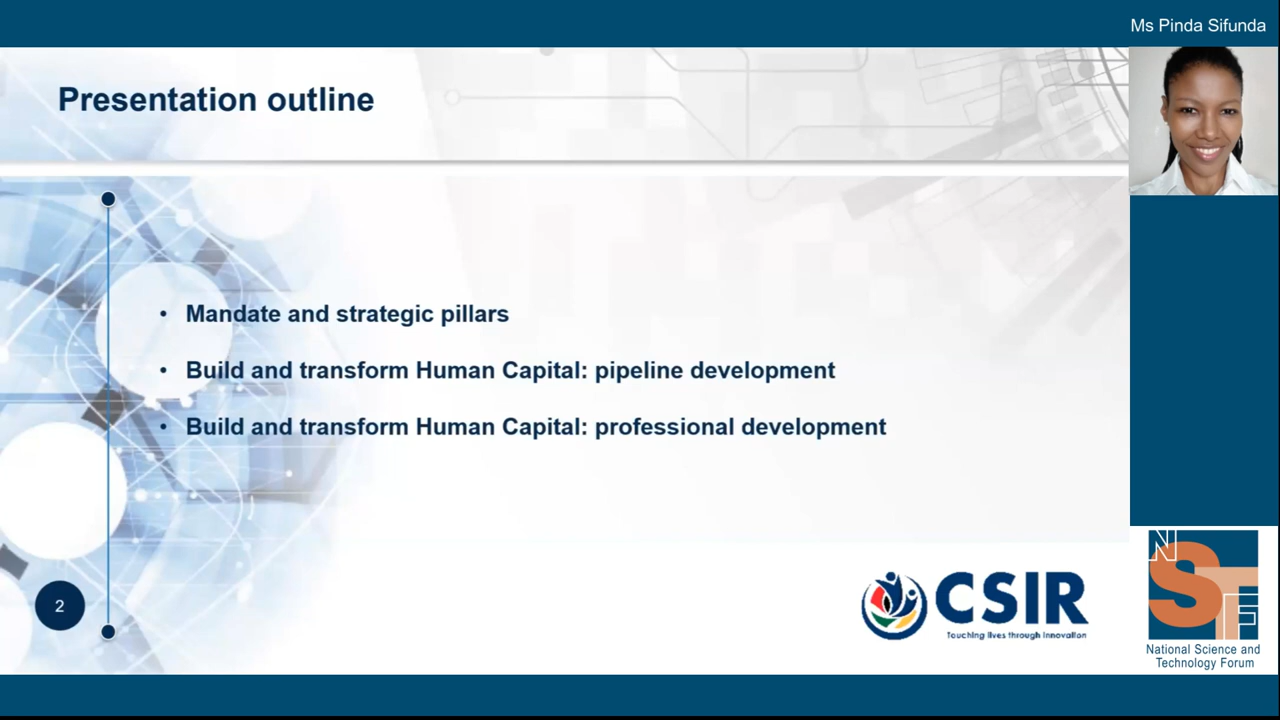 Ms Pinda Sifunda
Presentation outline
• Mandate and strategic pillars
• Build and transform Human Capital: pipeline development
• Build and transform Human Capital: professional development
2
CSIR
Touching lives through innovation
NSTF
National Science and
Technology Forum